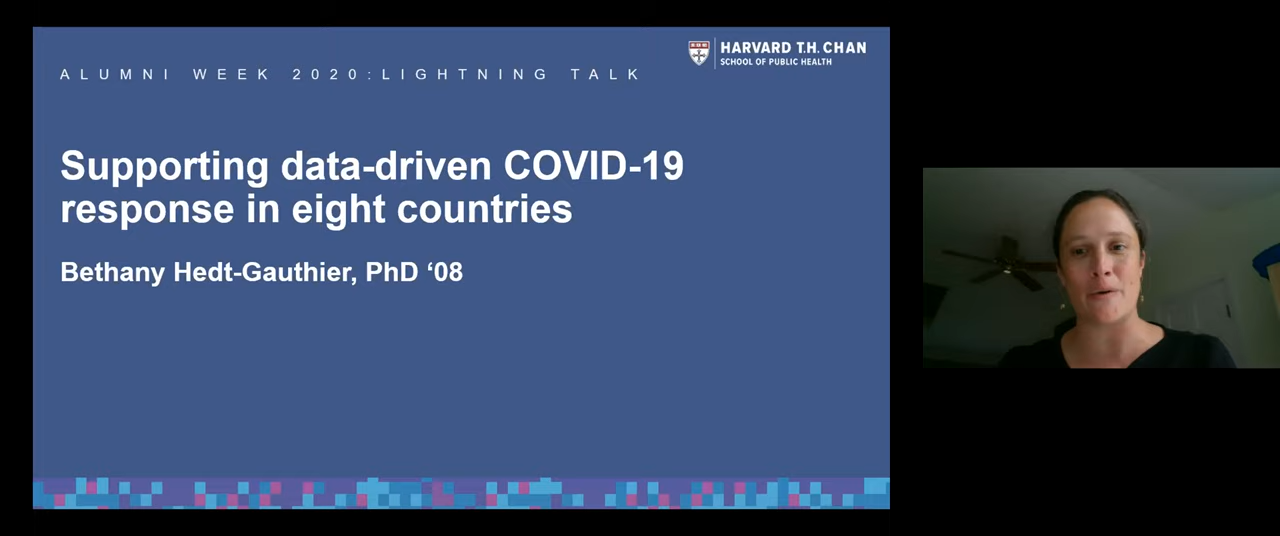 HARVARD T.H. CHAN
SCHOOL OF PUBLIC HEALTH
ALUMNI WEEK 2020:LIGHTNING TALK
Supporting data-driven COVID-19
response in eight countries
Bethany Hedt-Gauthier, PhD ‘08